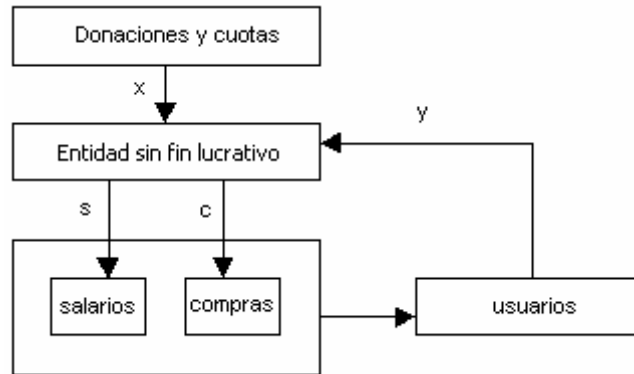 Donaciones y cuotas
x
y
Entidad sin fin lucrativo
s
c
salarios
compras
usuarios